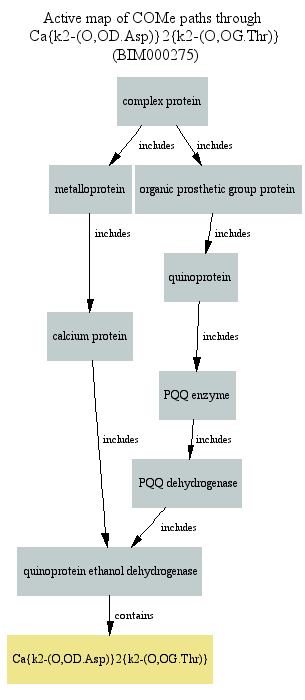 Active map of COMe paths through
Ca{k2-(O,OD.Asp)}2{k2-(O,OG.Thr)}
(BIM000275)
complex protein
includes
includes
metalloprotein
organic prosthetic group protein
includes
includes
quinoprotein
calcium protein
includes
PQQ enzyme
includes
includes
PQQ dehydrogenase
includes
quinoprotein ethanol dehydrogenase
contains
Ca{k2-(O,OD.Asp)}2{k2-(O,OG.Thr)}